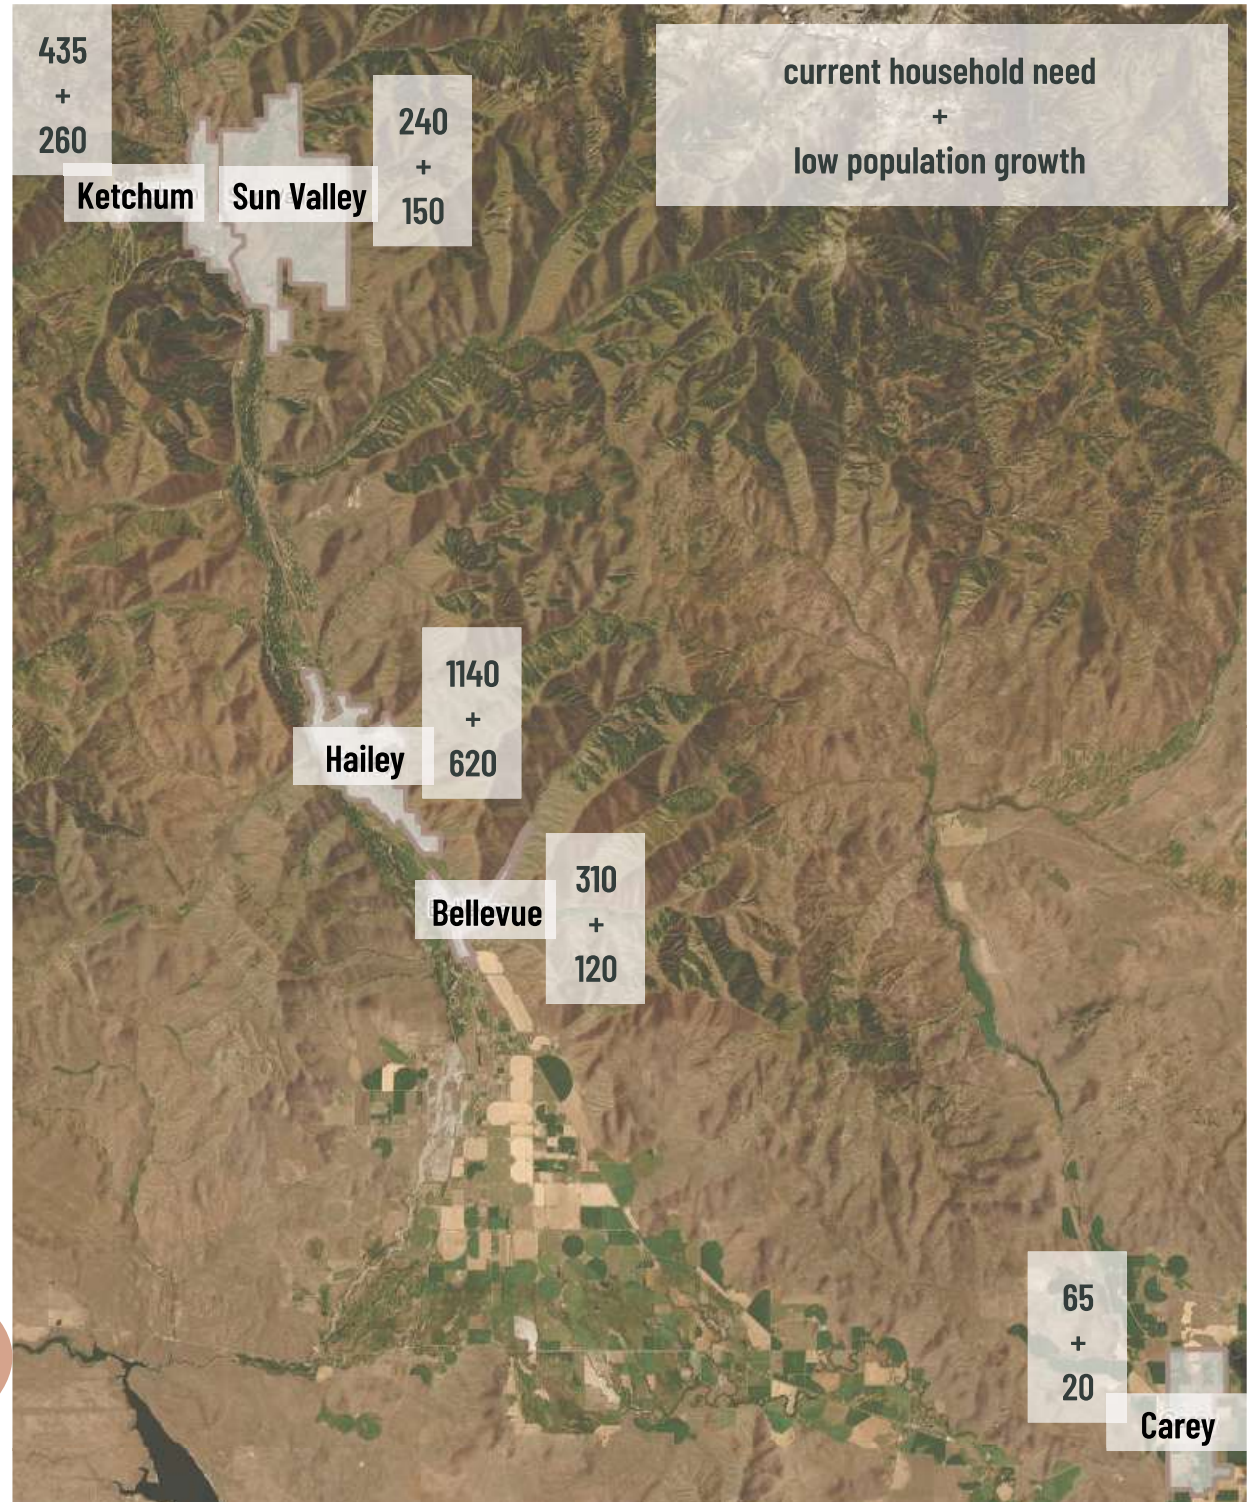 435
+
260
Ketchum
Sun Valley
240
+
150
current household need
+
low population growth
1140
+
620
Hailey
310
+
120
Bellevue
65
+
20
Carey